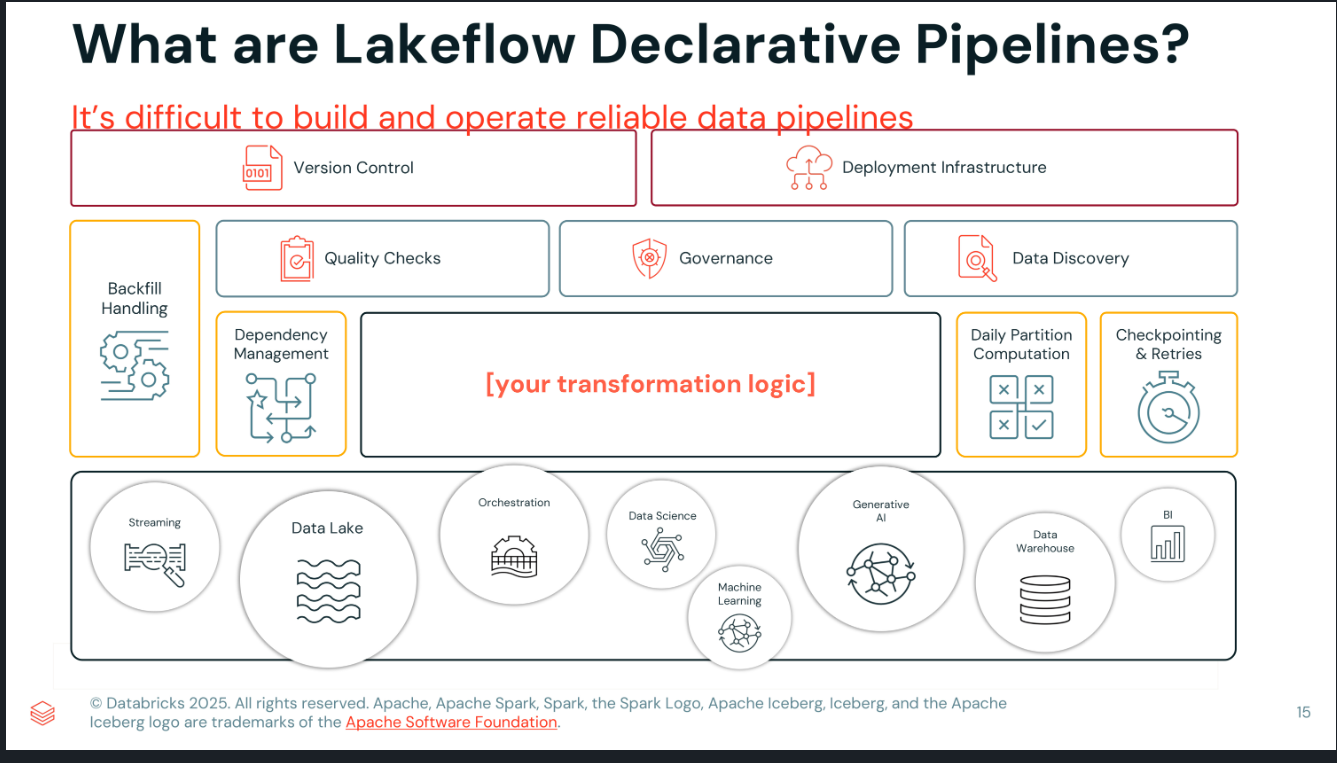 What are Lakeflow Declarative Pipelines?
It’s difficult to build and operate reliable data pipelines
0101
Version Control
Deployment Infrastructure
Backfill
Handling
Quality Checks
Governance
Data Discovery
Dependency
Management
[your transformation logic]
Daily Partition
Computation
Checkpointing
& Retries
Streaming
Data Lake
Orchestration
Data Science
Machine
Learning
Generative
AI
Data
Warehouse
BI
© Databricks 2025. All rights reserved. Apache, Apache Spark, Spark, the Spark Logo, Apache Iceberg, Iceberg, and the Apache
Iceberg logo are trademarks of the Apache Software Foundation.
15